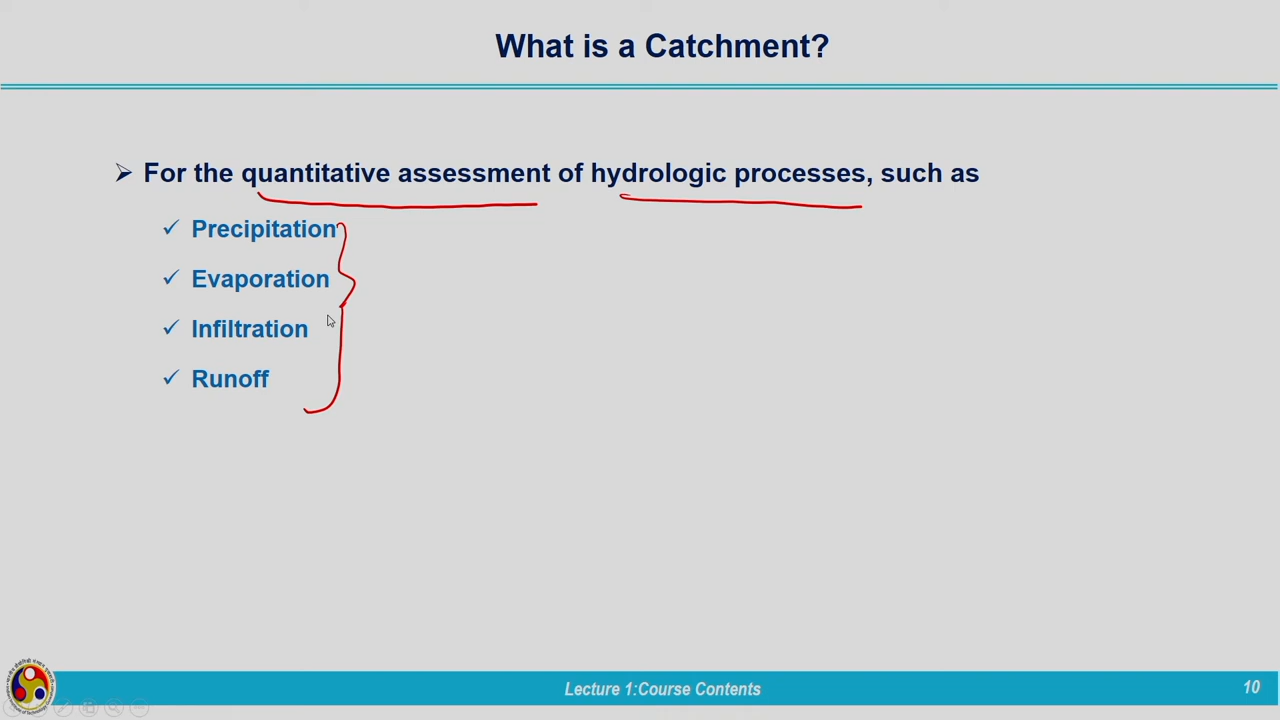 What is a Catchment?
For the quantitative assessment of hydrologic processes, such as
Precipitation
Evaporation
Infiltration
Runoff
Lecture 1:Course Contents
10